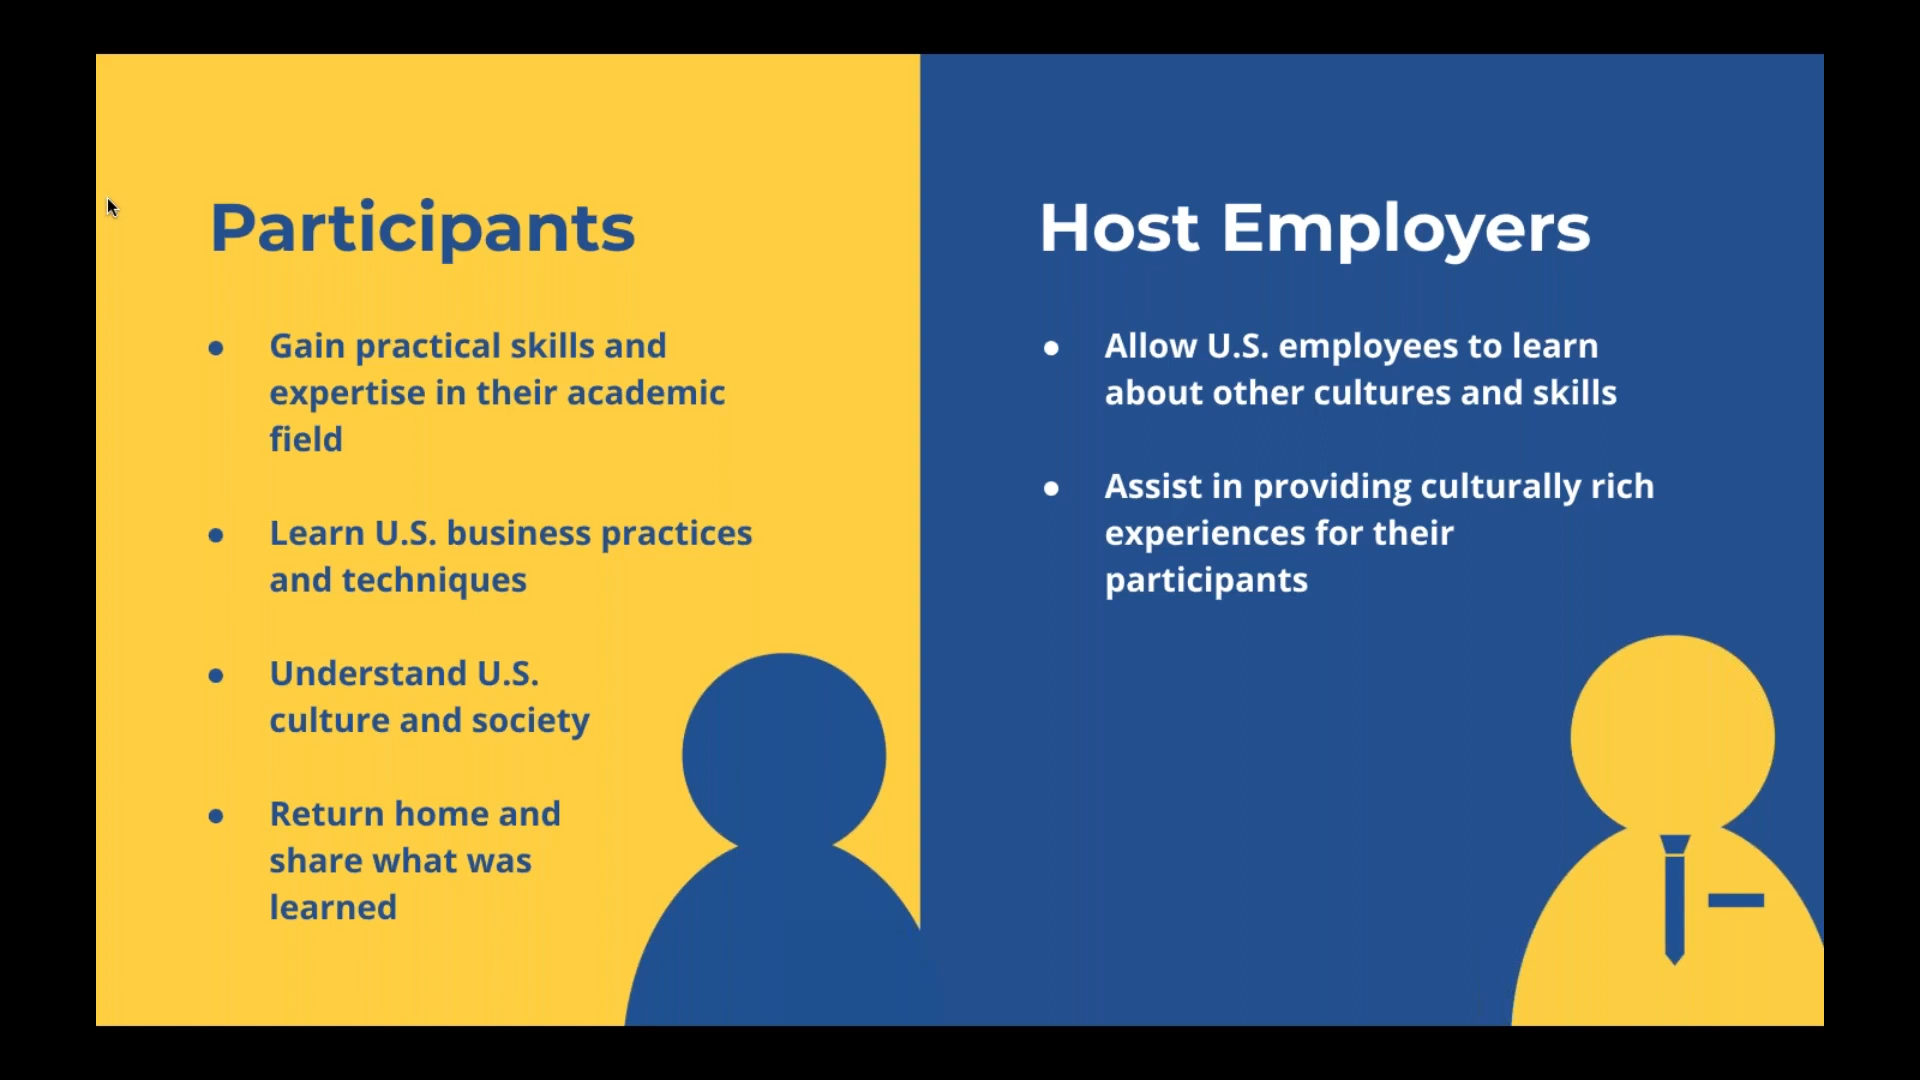 Participants
● Gain practical skills and
expertise in their academic
field
● Learn U.S. business practices
and techniques
● Understand U.S.
culture and society
● Return home and
share what was
learned
Host Employers
● Allow U.S. employees to learn
about other cultures and skills
● Assist in providing culturally rich
experiences for their
participants